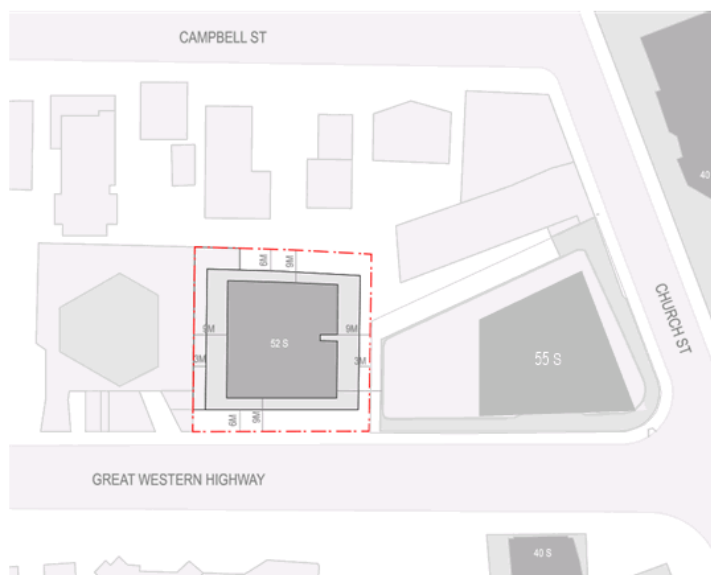 CAMPBELL ST
40
6M
9M
CHURCH ST
9M
52 S
9M
3M
3M
55 S
6M
9M
GREAT WESTERN HIGHWAY
40 S